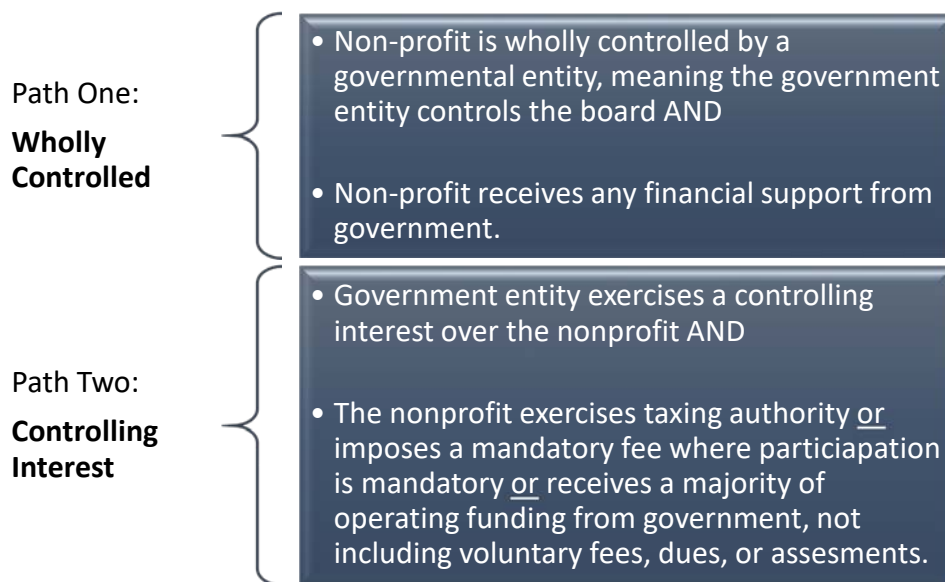 Path One:
Wholly
Controlled
• Non-profit is wholly controlled by a
governmental entity, meaning the government
entity controls the board AND
• Non-profit receives any financial support from
government.
Path Two:
Controlling
Interest
• Government entity exercises a controlling
interest over the nonprofit AND
• The nonprofit exercises taxing authority or
imposes a mandatory fee where particiapation
is mandatory or receives a majority of
operating funding from government, not
including voluntary fees, dues, or assesments.